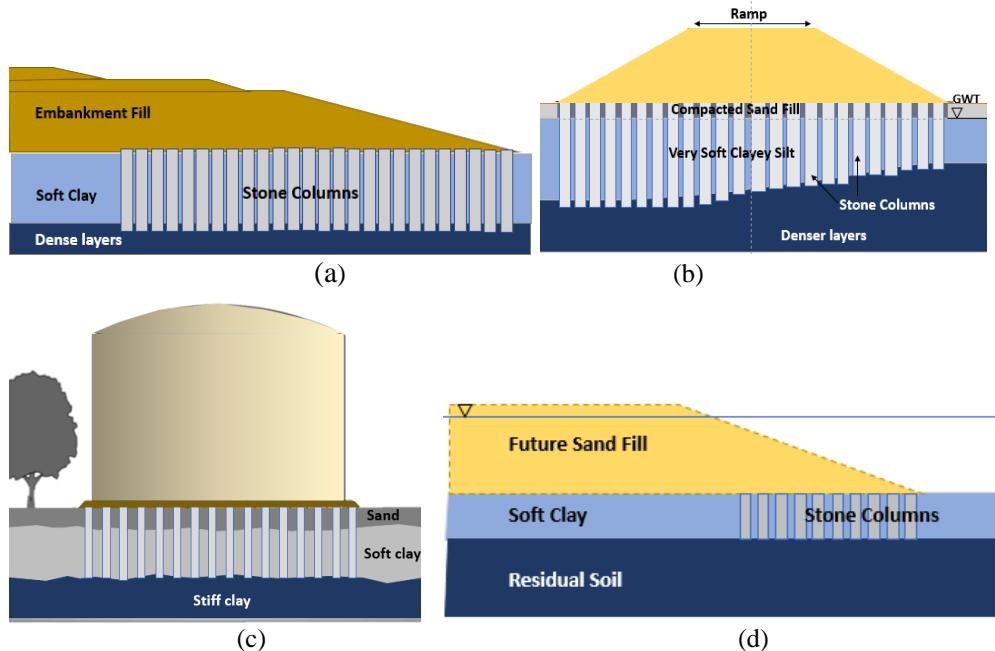 Embankment Fill
Soft Clay
Stone Columns
Dense layers
(a)
Ramp
GWT
Compacted Sand Fill
Very Soft Clayey Silt
Stone Columns
Denser layers
(b)
Sand
Soft clay
Stiff clay
(c)
Future Sand Fill
Soft Clay
Stone Columns
Residual Soil
(d)